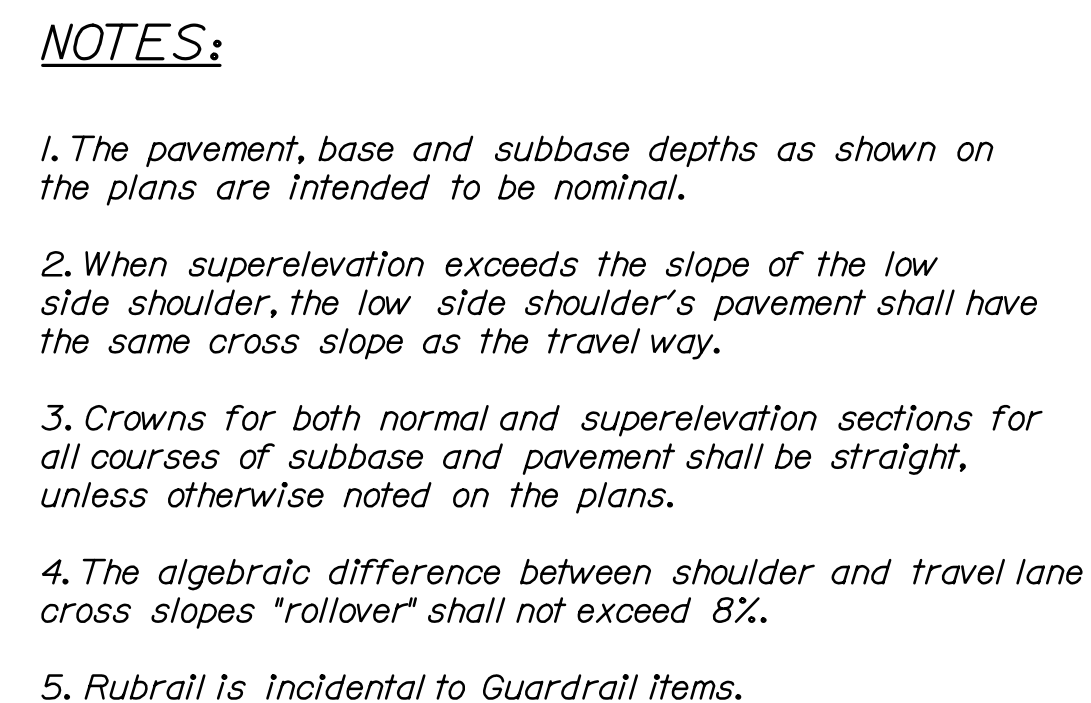 NOTES:
1. The pavement, base and subbase depths as shown on
the plans are intended to be nominal.
2. When superelevation exceeds the slope of the low
side shoulder, the low side shoulder's pavement shall have
the same cross slope as the travel way.
3. Crowns for both normal and superelevation sections for
all courses of subbase and pavement shall be straight,
unless otherwise noted on the plans.
4. The algebraic difference between shoulder and travel lane
cross slopes "rollover" shall not exceed 8%.
5. Rubrail is incidental to Guardrail items.